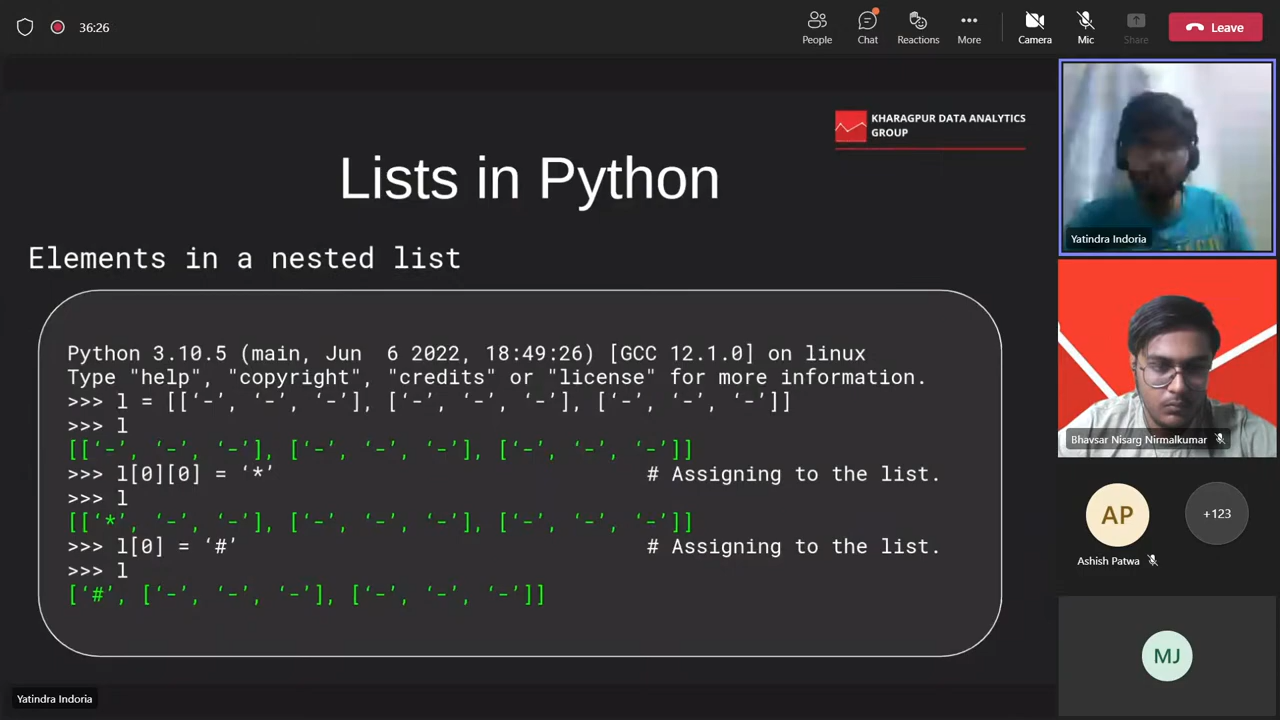 36:26
People
Chat
Reactions
More
Camera
Mic
Share
Leave
KHARAGPUR DATA ANALYTICS
GROUP
Lists in Python
Elements in a nested list
Python 3.10.5 (main, Jun  6 2022, 18:49:26) [GCC 12.1.0] on linux
Type "help", "copyright", "credits" or "license" for more information.
>>> l = [[‘-’, ‘-’, ‘-’], [‘-’, ‘-’, ‘-’], [‘-’, ‘-’, ‘-’]]
>>> l
[[‘-’, ‘-’, ‘-’], [‘-’, ‘-’, ‘-’], [‘-’, ‘-’, ‘-’]]
>>> l[0][0] = ‘*’ # Assigning to the list.
>>> l
[[‘*’, ‘-’, ‘-’], [‘-’, ‘-’, ‘-’], [‘-’, ‘-’, ‘-’]]
>>> l[0] = ‘#’ # Assigning to the list.
>>> l
[‘#’, [‘-’, ‘-’, ‘-’], [‘-’, ‘-’, ‘-’]]
Yatindra Indoria
Yatindra Indoria
Bhavsar Nisarg Nirmalkumar
AP
+123
Ashish Patwa
MJ